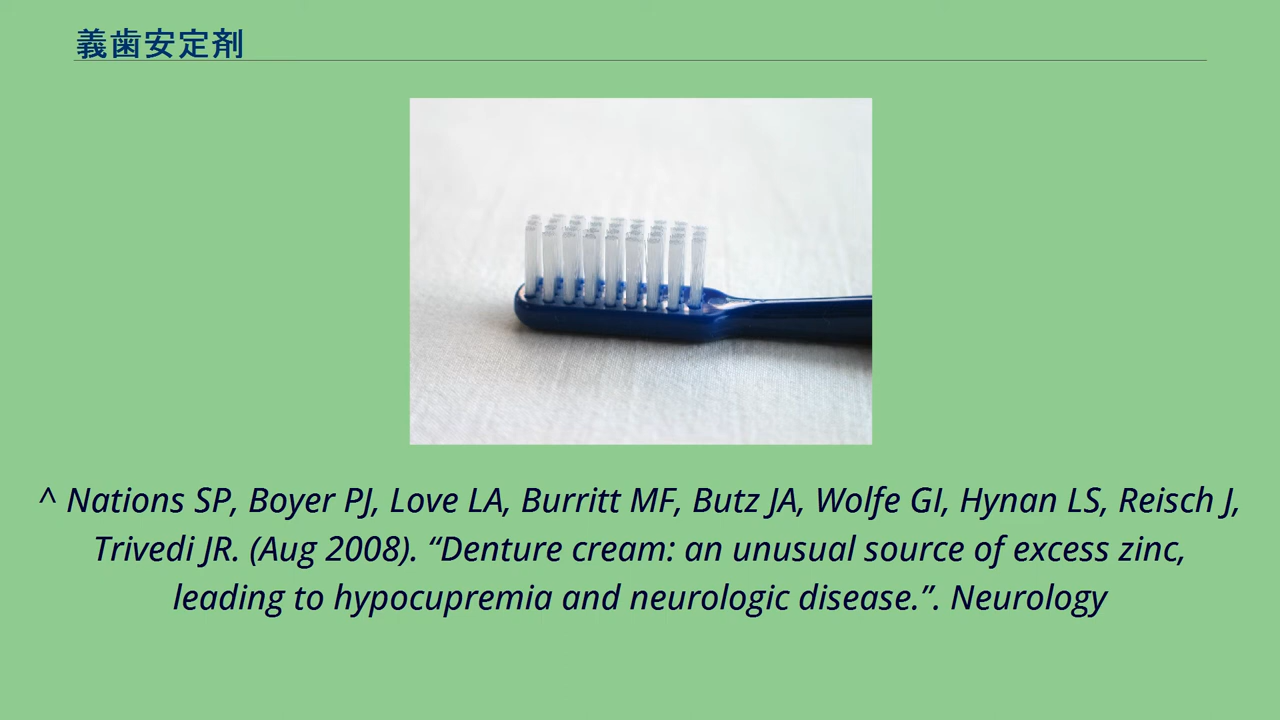 義歯安定剤
^ Nations SP, Boyer PJ, Love LA, Burritt MF, Butz JA, Wolfe GI, Hynan LS, Reisch J,
Trivedi JR. (Aug 2008). “Denture cream: an unusual source of excess zinc,
leading to hypocupremia and neurologic disease.”. Neurology